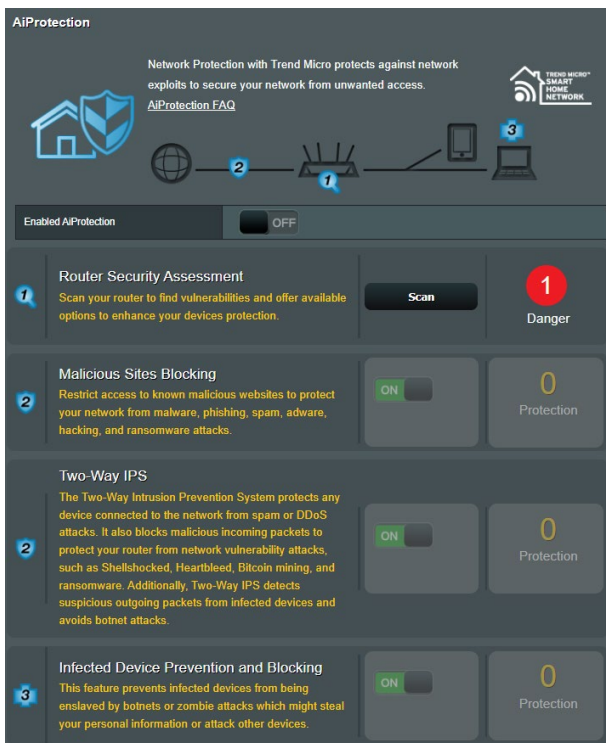 AiProtection
Network Protection with Trend Micro protects against network
exploits to secure your network from unwanted access.
AiProtection FAQ
TREND MICRO™
SMART
HOME
NETWORK
3
2
1
Enabled AiProtection
OFF
1
Router Security Assessment
Scan your router to find vulnerabilities and offer available
options to enhance your devices protection.
Scan
1
Danger
2
Malicious Sites Blocking
Restrict access to known malicious websites to protect
your network from malware, phishing, spam, adware,
hacking, and ransomware attacks.
ON
0
Protection
2
Two-Way IPS
The Two-Way Intrusion Prevention System protects any
device connected to the network from spam or DDoS
attacks. It also blocks malicious incoming packets to
protect your router from network vulnerability attacks,
such as Shellshocked, Heartbleed, Bitcoin mining, and
ransomware. Additionally, Two-Way IPS detects
suspicious outgoing packets from infected devices and
avoids botnet attacks.
ON
0
Protection
3
Infected Device Prevention and Blocking
This feature prevents infected devices from being
enslaved by botnets or zombie attacks which might steal
your personal information or attack other devices.
ON
0
Protection